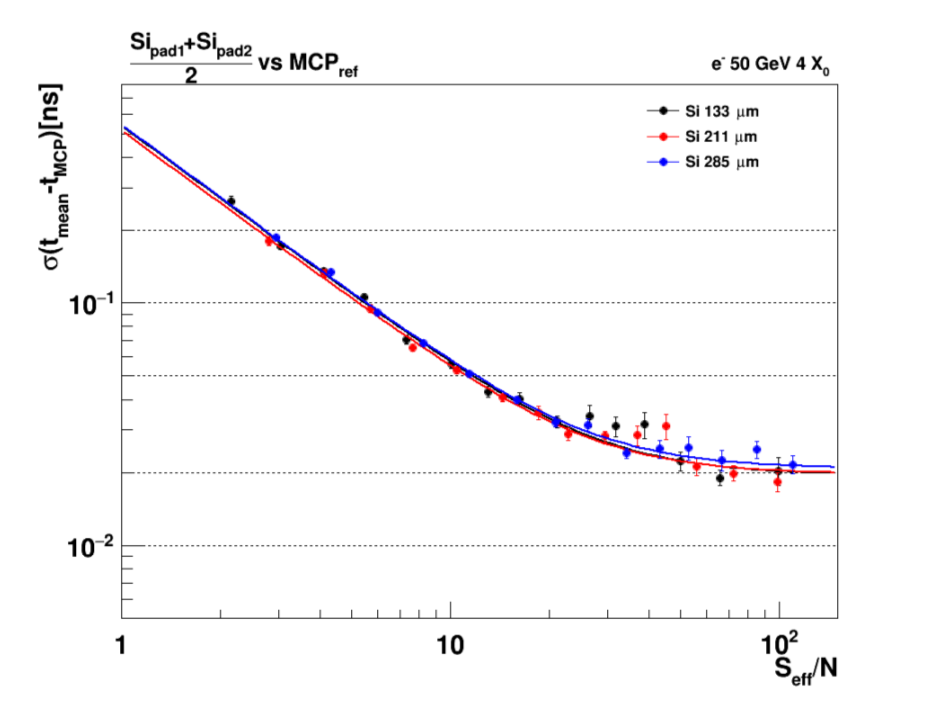 Si_pad1+Si_pad2
2
vs MCP_ref
e⁻ 50 GeV 4 X₀
Si 133 μm
Si 211 μm
Si 285 μm
σ(t_mean-t_MCP)[ns]
10⁻¹
10⁻²
1
10
10²
S_eff/N